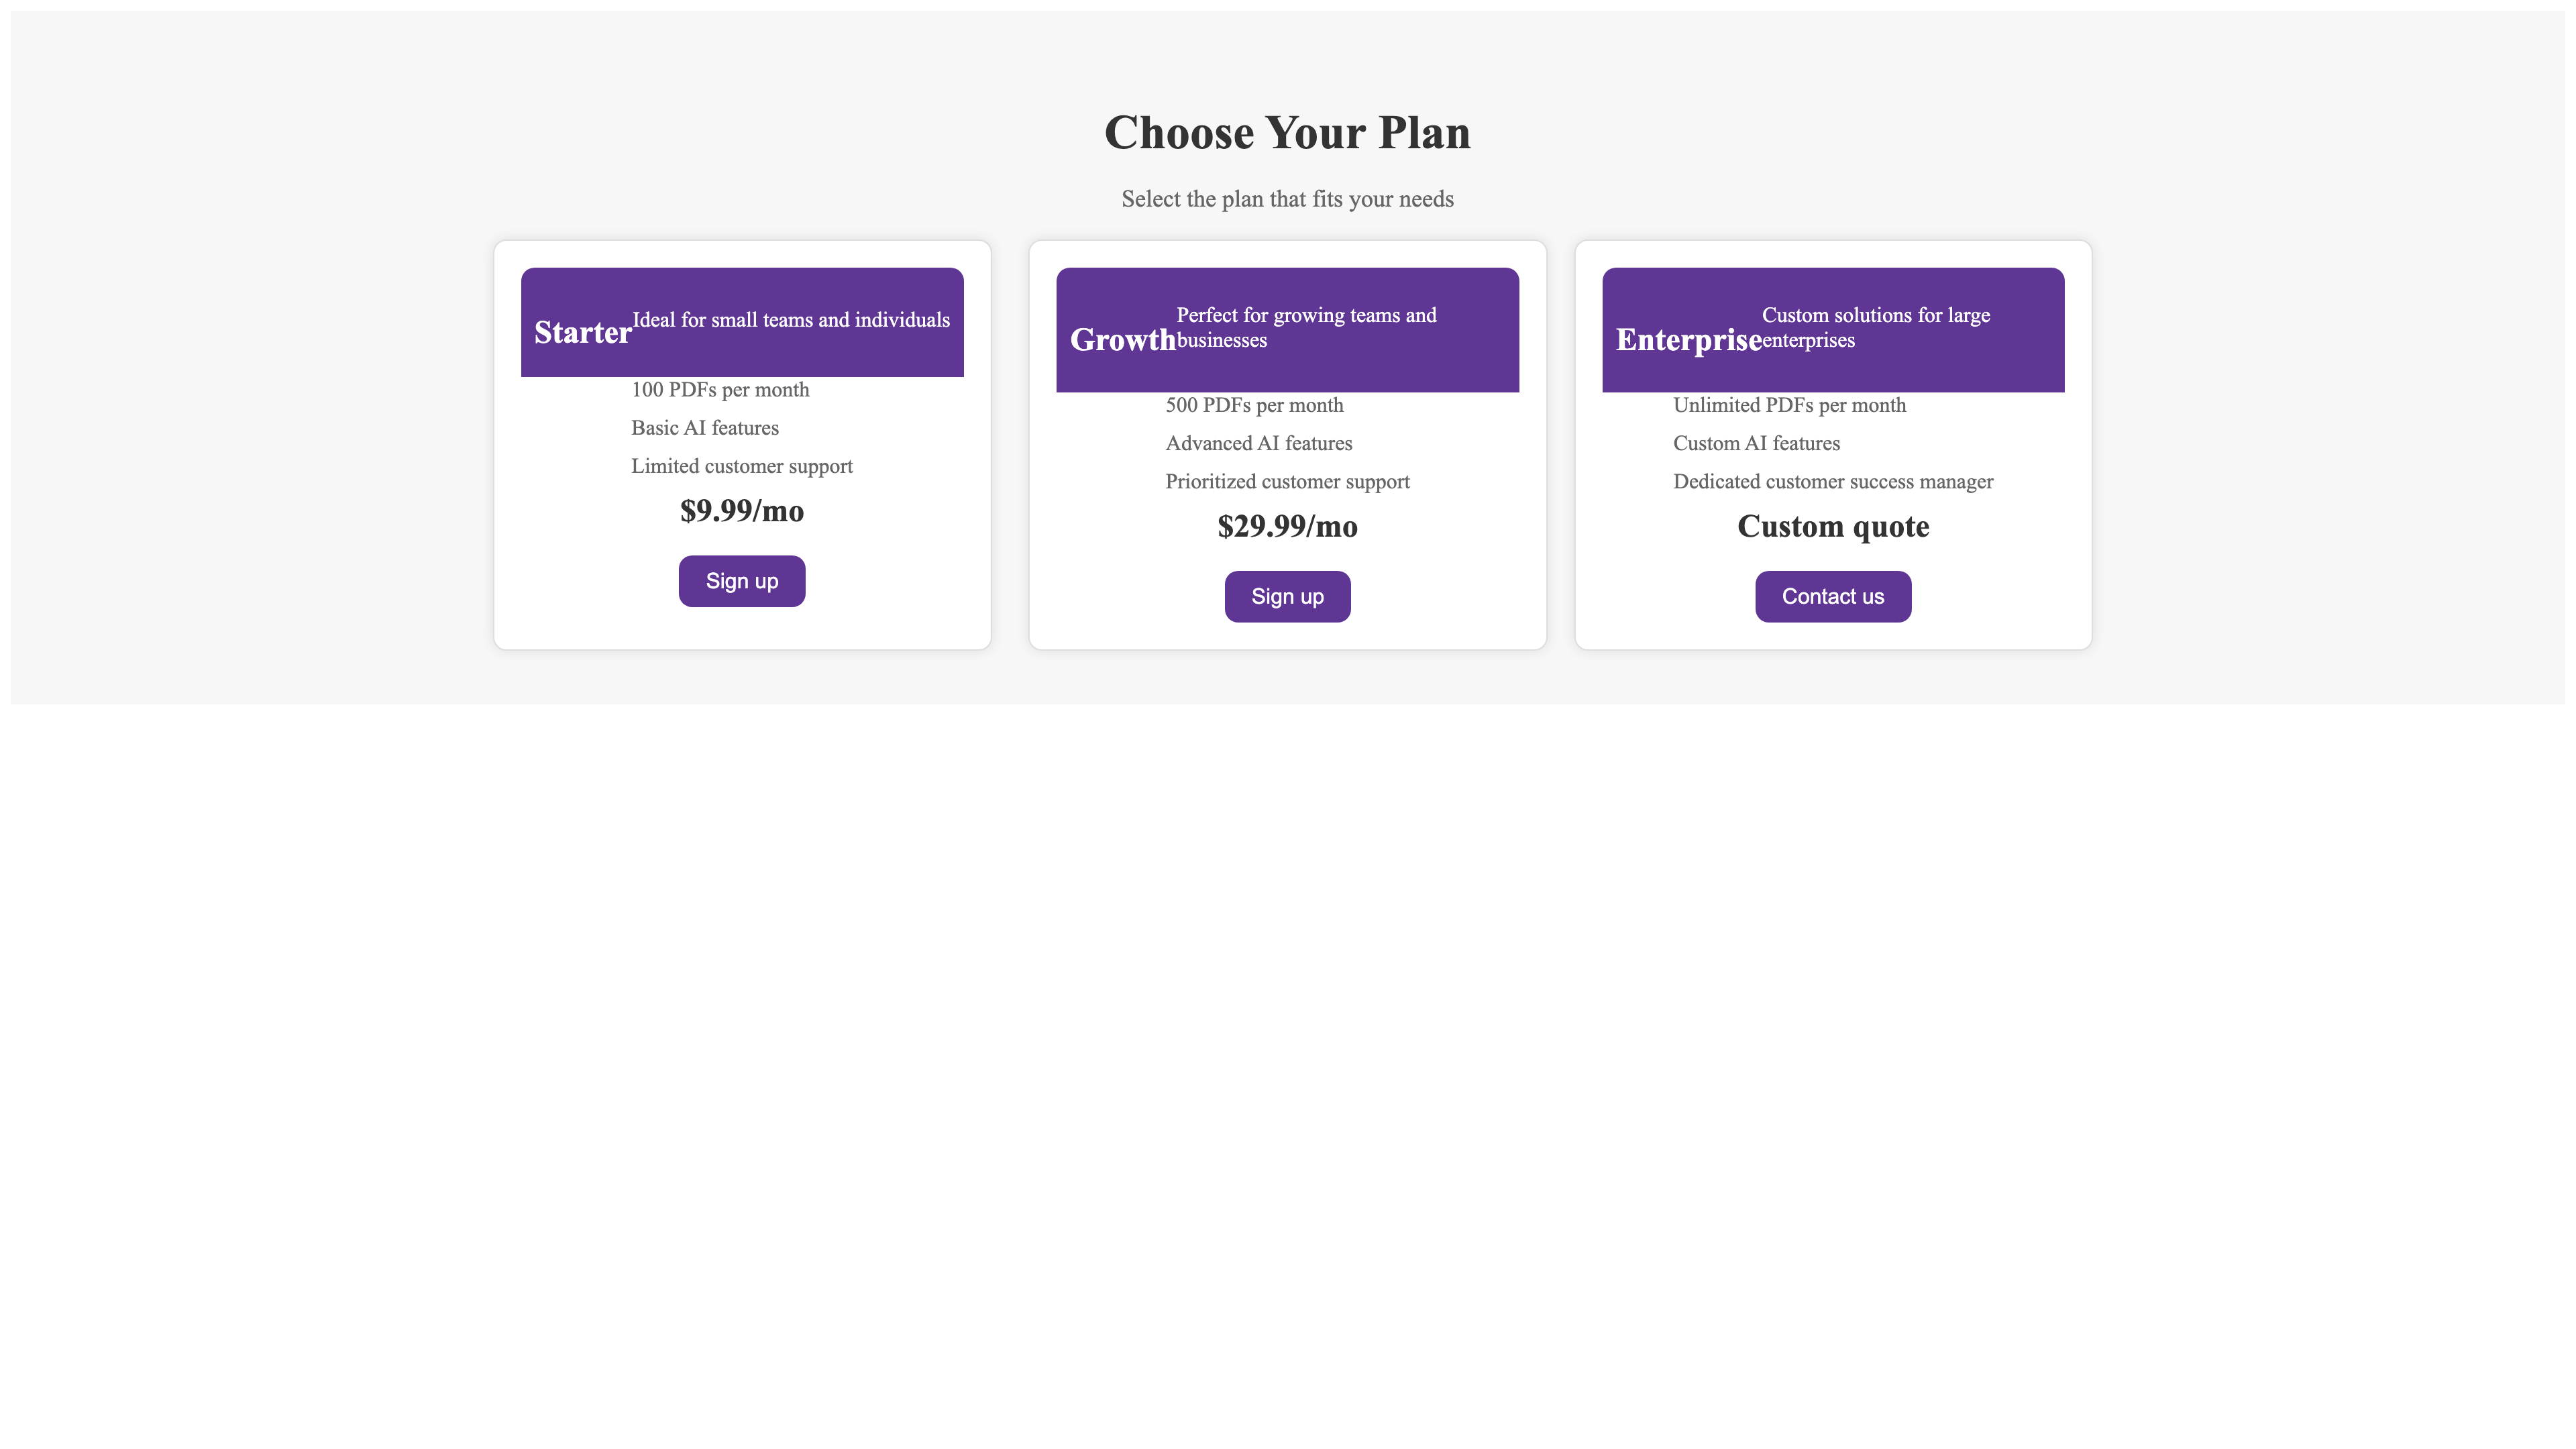 Choose Your Plan
Select the plan that fits your needs
Starter
Ideal for small teams and individuals
100 PDFs per month
Basic AI features
Limited customer support
$9.99/mo
Sign up
Growth
Perfect for growing teams and
businesses
500 PDFs per month
Advanced AI features
Prioritized customer support
$29.99/mo
Sign up
Enterprise
Custom solutions for large
enterprises
Unlimited PDFs per month
Custom AI features
Dedicated customer success manager
Custom quote
Contact us